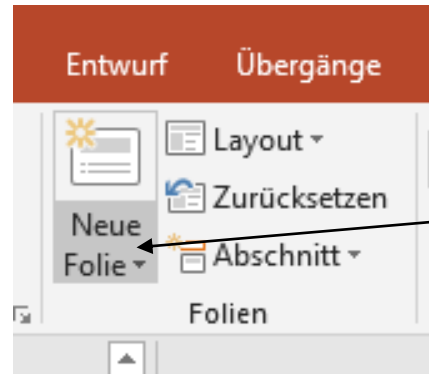 Entwurf Übergänge
Layout
Zurücksetzen
Neue
Folie
Abschnitt
Folien